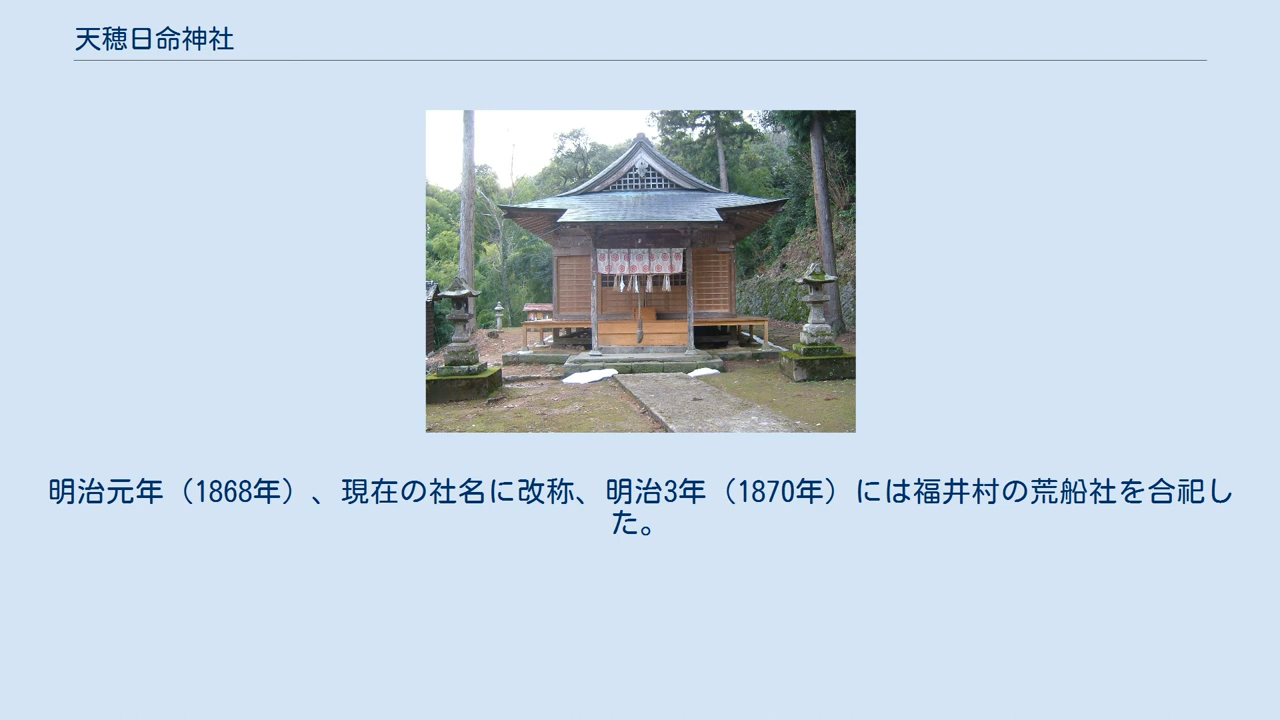 天穂日命神社
明治元年（1868年）、現在の社名に改称、明治3年（1870年）には福井村の荒船社を合祀し
た。